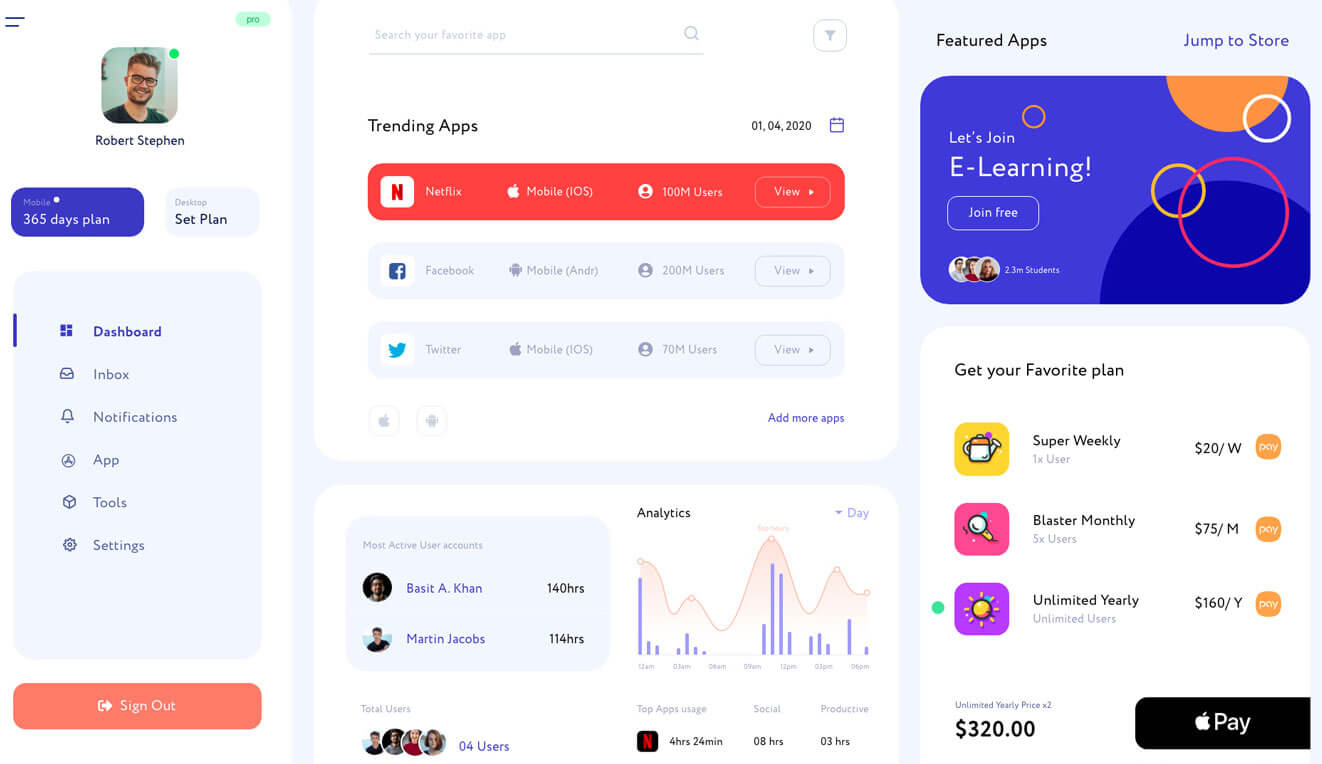 pro
Robert Stephen
Mobile
365 days plan
Desktop
Set Plan
Dashboard
Inbox
Notifications
App
Tools
Settings
Sign Out
Search your favorite app
Trending Apps
01, 04, 2020
N Netflix Mobile (IOS) 100M Users View
f Facebook Mobile (Andr) 200M Users View
Twitter Mobile (IOS) 70M Users View
Add more apps
Most Active User accounts
Basit A. Khan 140hrs
Martin Jacobs 114hrs
Total Users
04 Users
Analytics
Day
12am 03am 06am 09am 12pm 03pm 06pm
Top Apps usage Social Productive
N 4hrs 24min 08 hrs 03 hrs
Featured Apps
Jump to Store
Let's Join
E-Learning!
Join free
2.3m Students
Get your Favorite plan
Super Weekly
1x User
$20/ W
pay
Blaster Monthly
5x Users
$75/ M
pay
Unlimited Yearly
Unlimited Users
$160/ Y
pay
Unlimited Yearly Price x2
$320.00
Pay